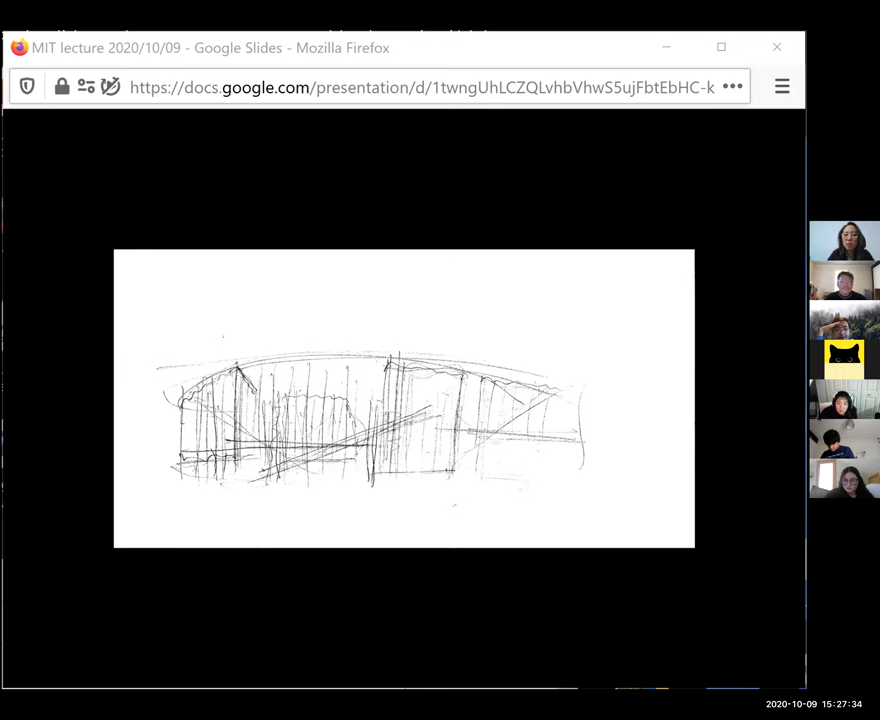 MIT lecture 2020/10/09 - Google Slides - Mozilla Firefox
https://docs.google.com/presentation/d/1twngUhLCZQLvhbVhwS5ujFbtEbHC-k
2020-10-09 15:27:34